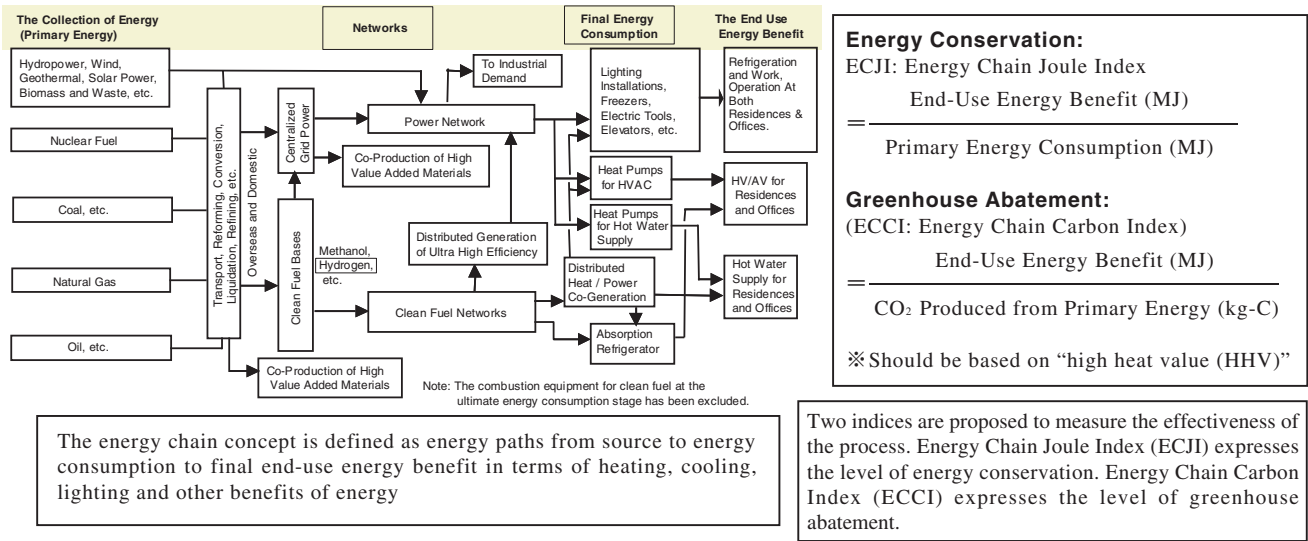 The Collection of Energy
(Primary Energy)
Networks
Final Energy
Consumption
The End Use
Energy Benefit
Hydropower, Wind,
Geothermal, Solar Power,
Biomass and Waste, etc.
Nuclear Fuel
Coal, etc.
Natural Gas
Oil, etc.
Transport, Reforming, Conversion,
Liquidation, Refining, etc.
Overseas and Domestic
Centralized
Grid Power
Clean Fuel Bases
Co-Production of High
Value Added Materials
To Industrial
Demand
Power Network
Co-Production of High
Value Added Materials
Methanol,
Hydrogen,
etc.
Distributed Generation
of Ultra High Efficiency
Clean Fuel Networks
Lighting
Installations,
Freezers,
Electric Tools,
Elevators, etc.
Heat Pumps
for HVAC
Heat Pumps
for Hot Water
Supply
Distributed
Heat / Power
Co-Generation
Absorption
Refrigerator
Refrigeration
and Work,
Operation At
Both
Residences &
Offices.
HV/AV for
Residences
and Offices
Hot Water
Supply for
Residences
and Offices
Note: The combustion equipment for clean fuel at the
ultimate energy consumption stage has been excluded.
Energy Conservation:
ECJI: Energy Chain Joule Index
End-Use Energy Benefit (MJ)
=
Primary Energy Consumption (MJ)
Greenhouse Abatement:
(ECCI: Energy Chain Carbon Index)
End-Use Energy Benefit (MJ)
=
CO₂ Produced from Primary Energy (kg-C)
※Should be based on “high heat value (HHV)”
The energy chain concept is defined as energy paths from source to energy
consumption to final end-use energy benefit in terms of heating, cooling,
lighting and other benefits of energy
Two indices are proposed to measure the effectiveness of
the process. Energy Chain Joule Index (ECJI) expresses
the level of energy conservation. Energy Chain Carbon
Index (ECCI) expresses the level of greenhouse
abatement.